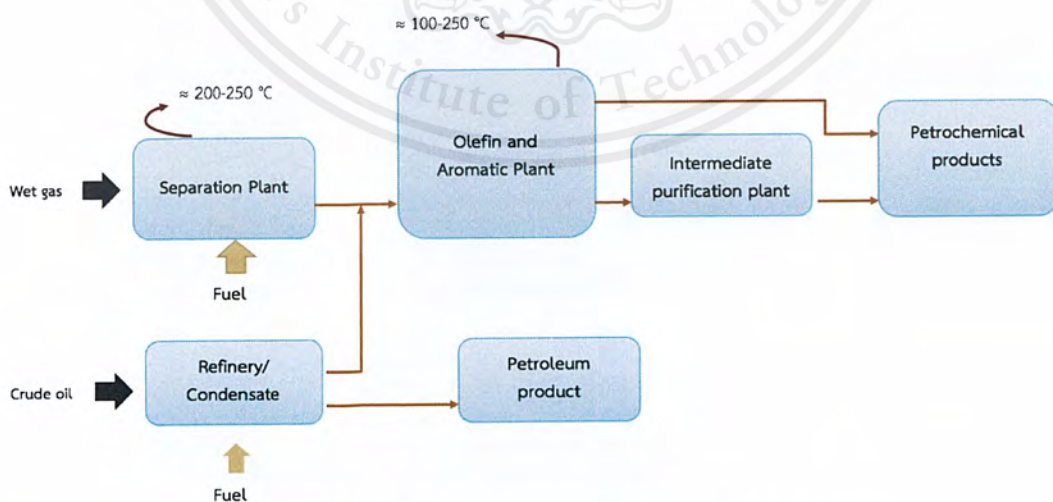 's Institute of Technolog
≈ 100-250 °C
≈ 200-250 °C
Wet gas
Separation Plant
Olefin and
Aromatic Plant
Intermediate
purification plant
Petrochemical
products
Fuel
Crude oil
Refinery/
Condensate
Petroleum
product
Fuel